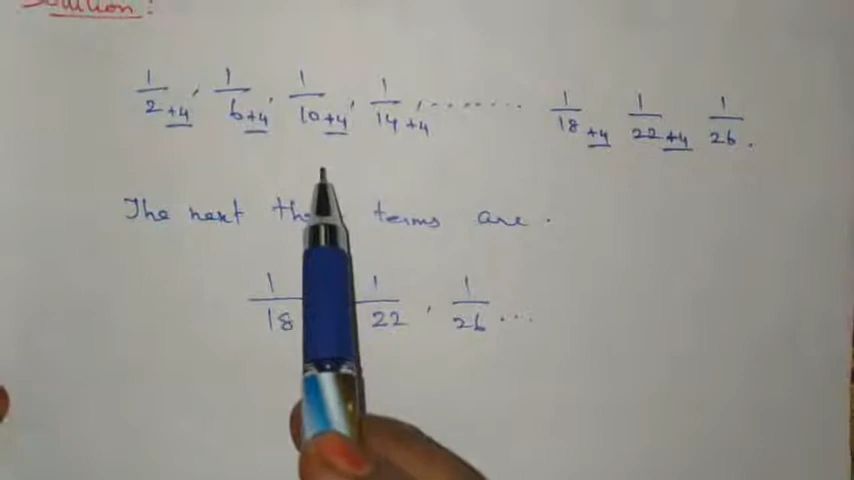 Solution :
1/2 +4, 1/6 +4, 1/10 +4, 1/14 +4, ........ 1/18 +4 1/22 +4 1/26.
The next terms are.
1/18 1/22, 1/26 ...